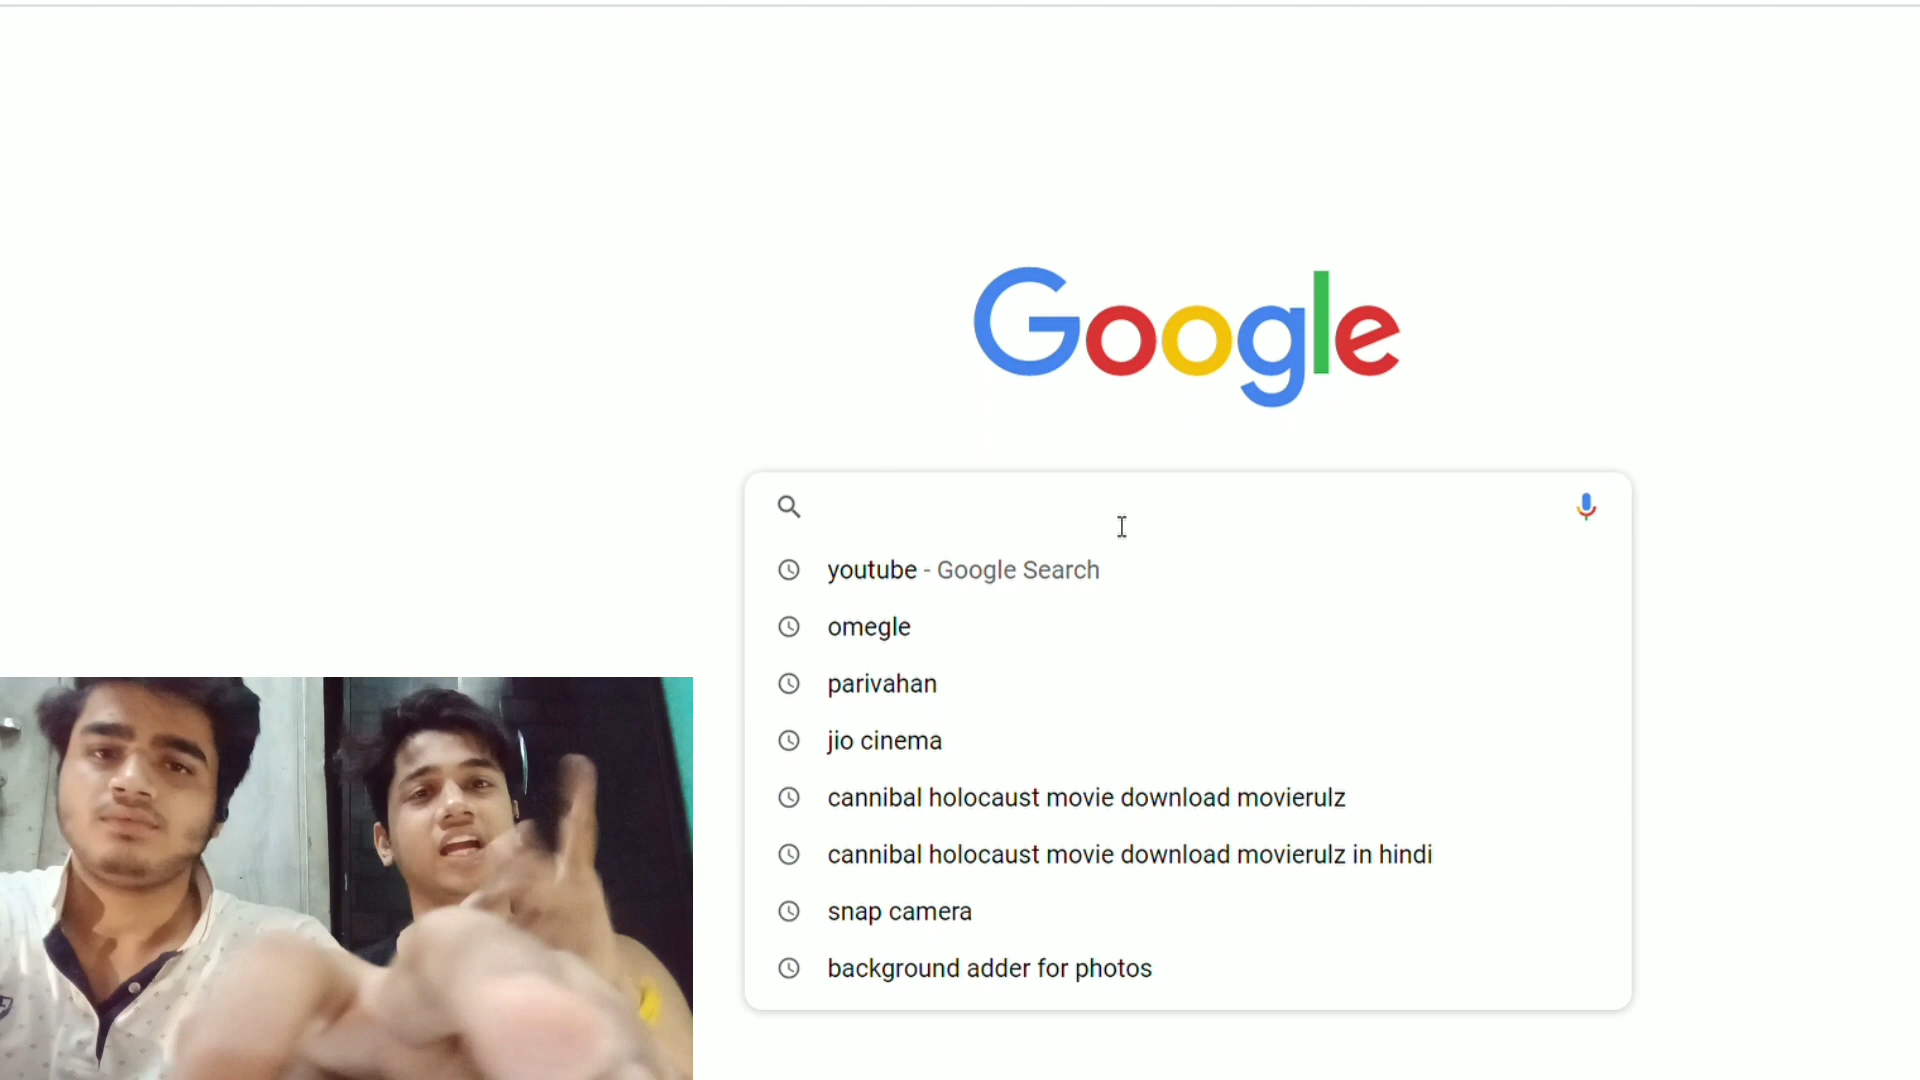 Google
youtube - Google Search
omegle
parivahan
jio cinema
cannibal holocaust movie download movierulz
cannibal holocaust movie download movierulz in hindi
snap camera
background adder for photos